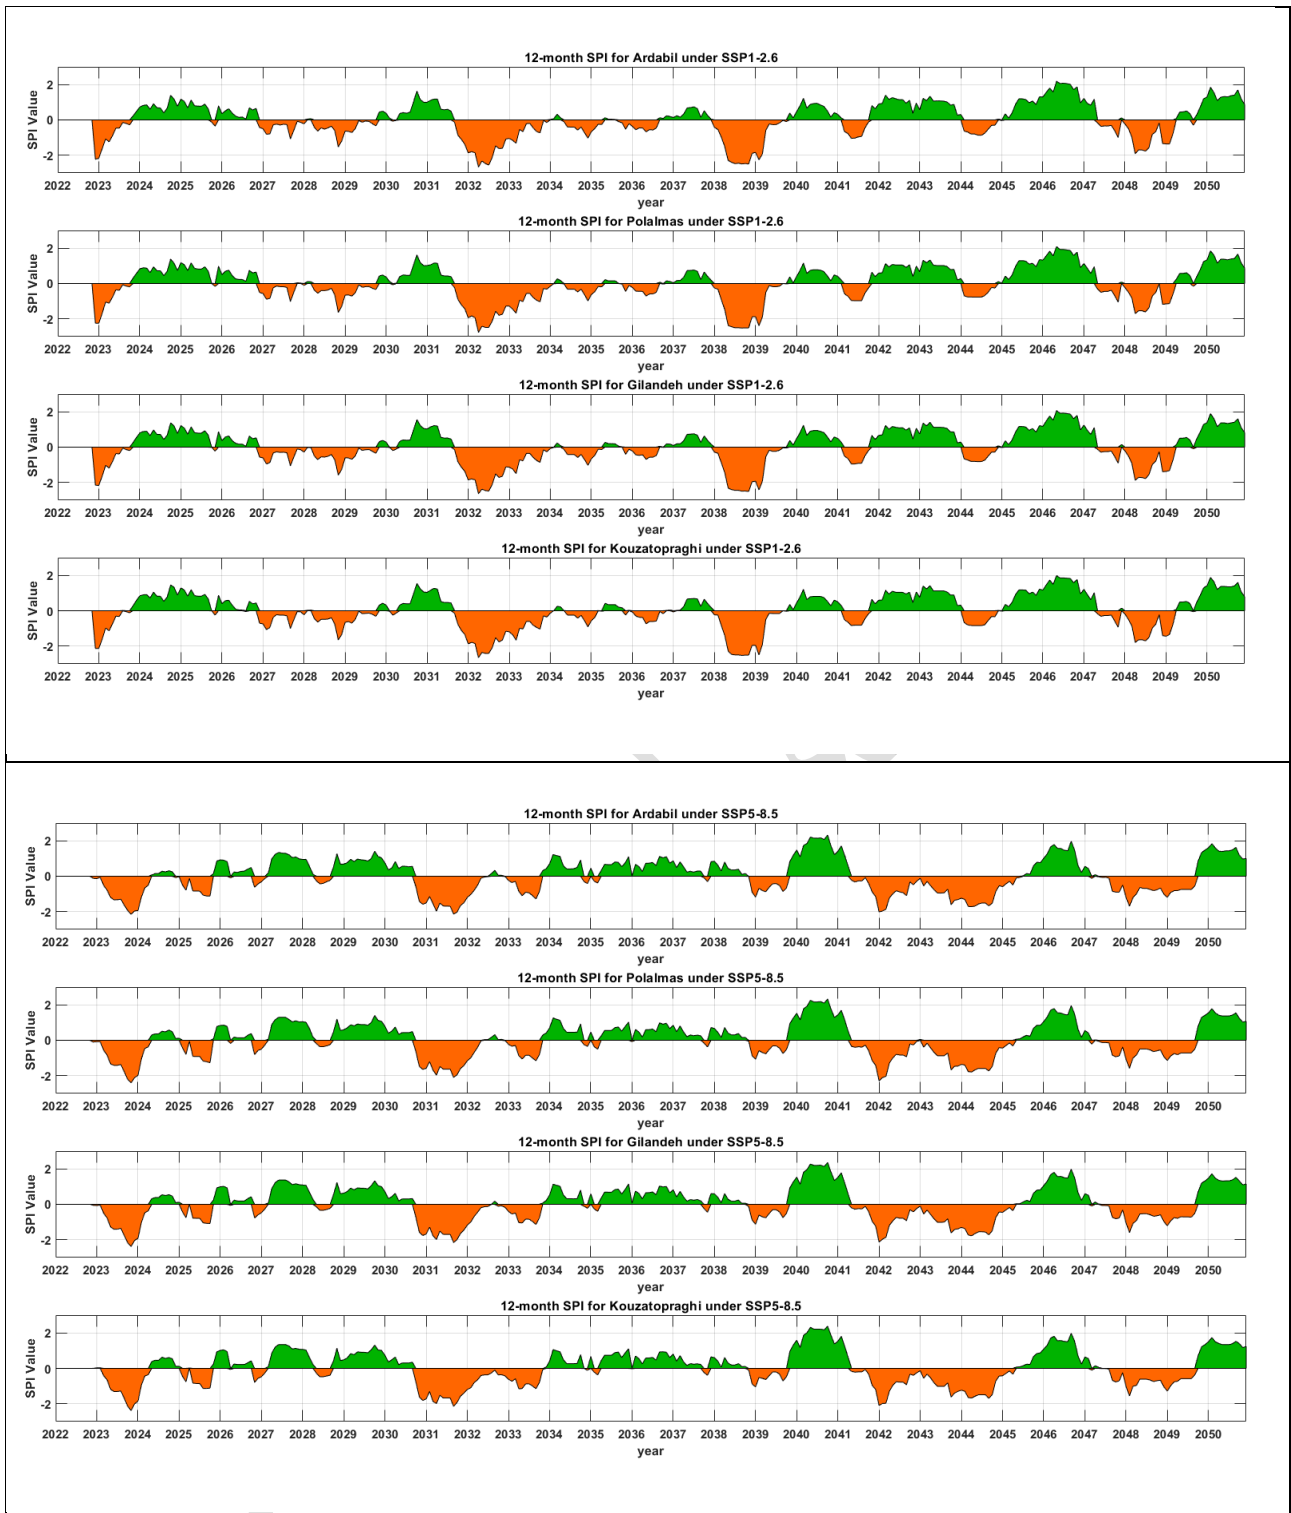 12-month SPI for Ardabil under SSP1-2.6
SPI Value
2
0
-2
2022 2023 2024 2025 2026 2027 2028 2029 2030 2031 2032 2033 2034 2035 2036 2037 2038 2039 2040 2041 2042 2043 2044 2045 2046 2047 2048 2049 2050
year
12-month SPI for Polalmas under SSP1-2.6
SPI Value
2
0
-2
2022 2023 2024 2025 2026 2027 2028 2029 2030 2031 2032 2033 2034 2035 2036 2037 2038 2039 2040 2041 2042 2043 2044 2045 2046 2047 2048 2049 2050
year
12-month SPI for Gilandeh under SSP1-2.6
SPI Value
2
0
-2
2022 2023 2024 2025 2026 2027 2028 2029 2030 2031 2032 2033 2034 2035 2036 2037 2038 2039 2040 2041 2042 2043 2044 2045 2046 2047 2048 2049 2050
year
12-month SPI for Kouzatopraghi under SSP1-2.6
SPI Value
2
0
-2
2022 2023 2024 2025 2026 2027 2028 2029 2030 2031 2032 2033 2034 2035 2036 2037 2038 2039 2040 2041 2042 2043 2044 2045 2046 2047 2048 2049 2050
year
12-month SPI for Ardabil under SSP5-8.5
SPI Value
2
0
-2
2022 2023 2024 2025 2026 2027 2028 2029 2030 2031 2032 2033 2034 2035 2036 2037 2038 2039 2040 2041 2042 2043 2044 2045 2046 2047 2048 2049 2050
year
12-month SPI for Polalmas under SSP5-8.5
SPI Value
2
0
-2
2022 2023 2024 2025 2026 2027 2028 2029 2030 2031 2032 2033 2034 2035 2036 2037 2038 2039 2040 2041 2042 2043 2044 2045 2046 2047 2048 2049 2050
year
12-month SPI for Gilandeh under SSP5-8.5
SPI Value
2
0
-2
2022 2023 2024 2025 2026 2027 2028 2029 2030 2031 2032 2033 2034 2035 2036 2037 2038 2039 2040 2041 2042 2043 2044 2045 2046 2047 2048 2049 2050
year
12-month SPI for Kouzatopraghi under SSP5-8.5
SPI Value
2
0
-2
2022 2023 2024 2025 2026 2027 2028 2029 2030 2031 2032 2033 2034 2035 2036 2037 2038 2039 2040 2041 2042 2043 2044 2045 2046 2047 2048 2049 2050
year